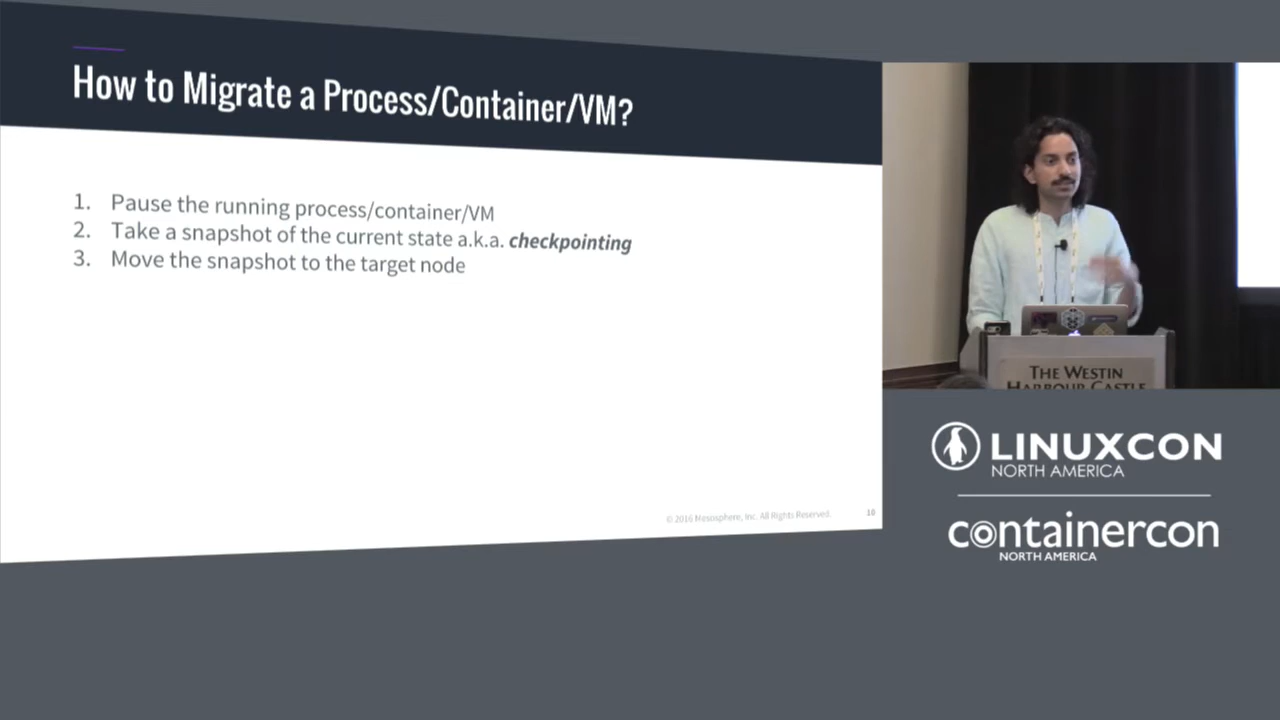 How to Migrate a Process/Container/VM?
1. Pause the running process/container/VM
2. Take a snapshot of the current state a.k.a. checkpointing
3. Move the snapshot to the target node
© 2016 Mesosphere, Inc. All Rights Reserved. 10
THE WESTIN
HARBOUR CASTLE
LINUXCON
NORTH AMERICA
containercon
NORTH AMERICA